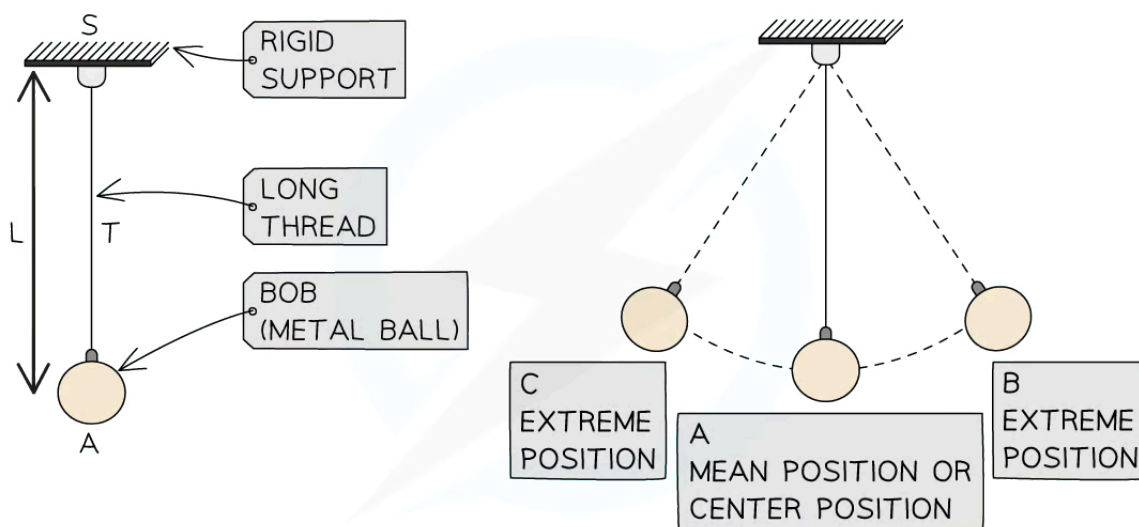 S
RIGID
SUPPORT
L
T
LONG
THREAD
BOB
(METAL BALL)
A
C
EXTREME
POSITION
A
MEAN POSITION OR
CENTER POSITION
B
EXTREME
POSITION